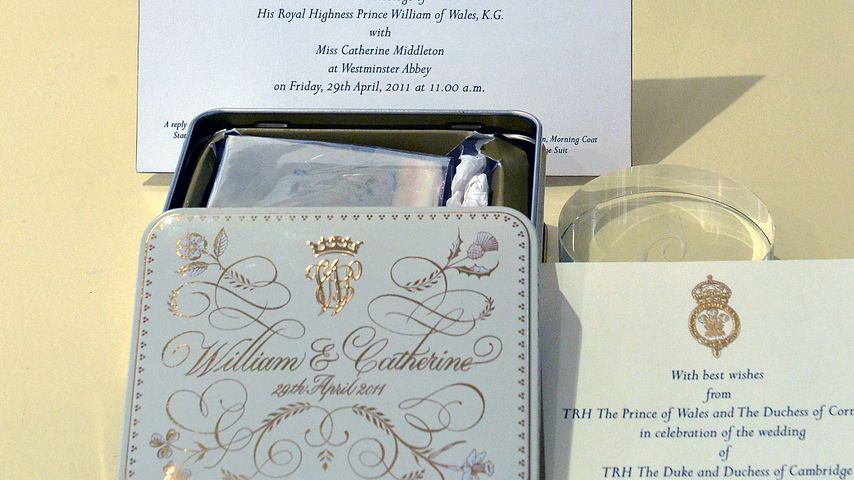 His Royal Highness Prince William of Wales, K.G.
with
Miss Catherine Middleton
at Westminster Abbey
on Friday, 29th April, 2011 at 11.00 a.m.
A reply
Morning Coat
Suit
William & Catherine
29th April 2011
With best wishes
from
TRH The Prince of Wales and The Duchess of Corn
in celebration of the wedding
of
TRH The Duke and Duchess of Cambridge